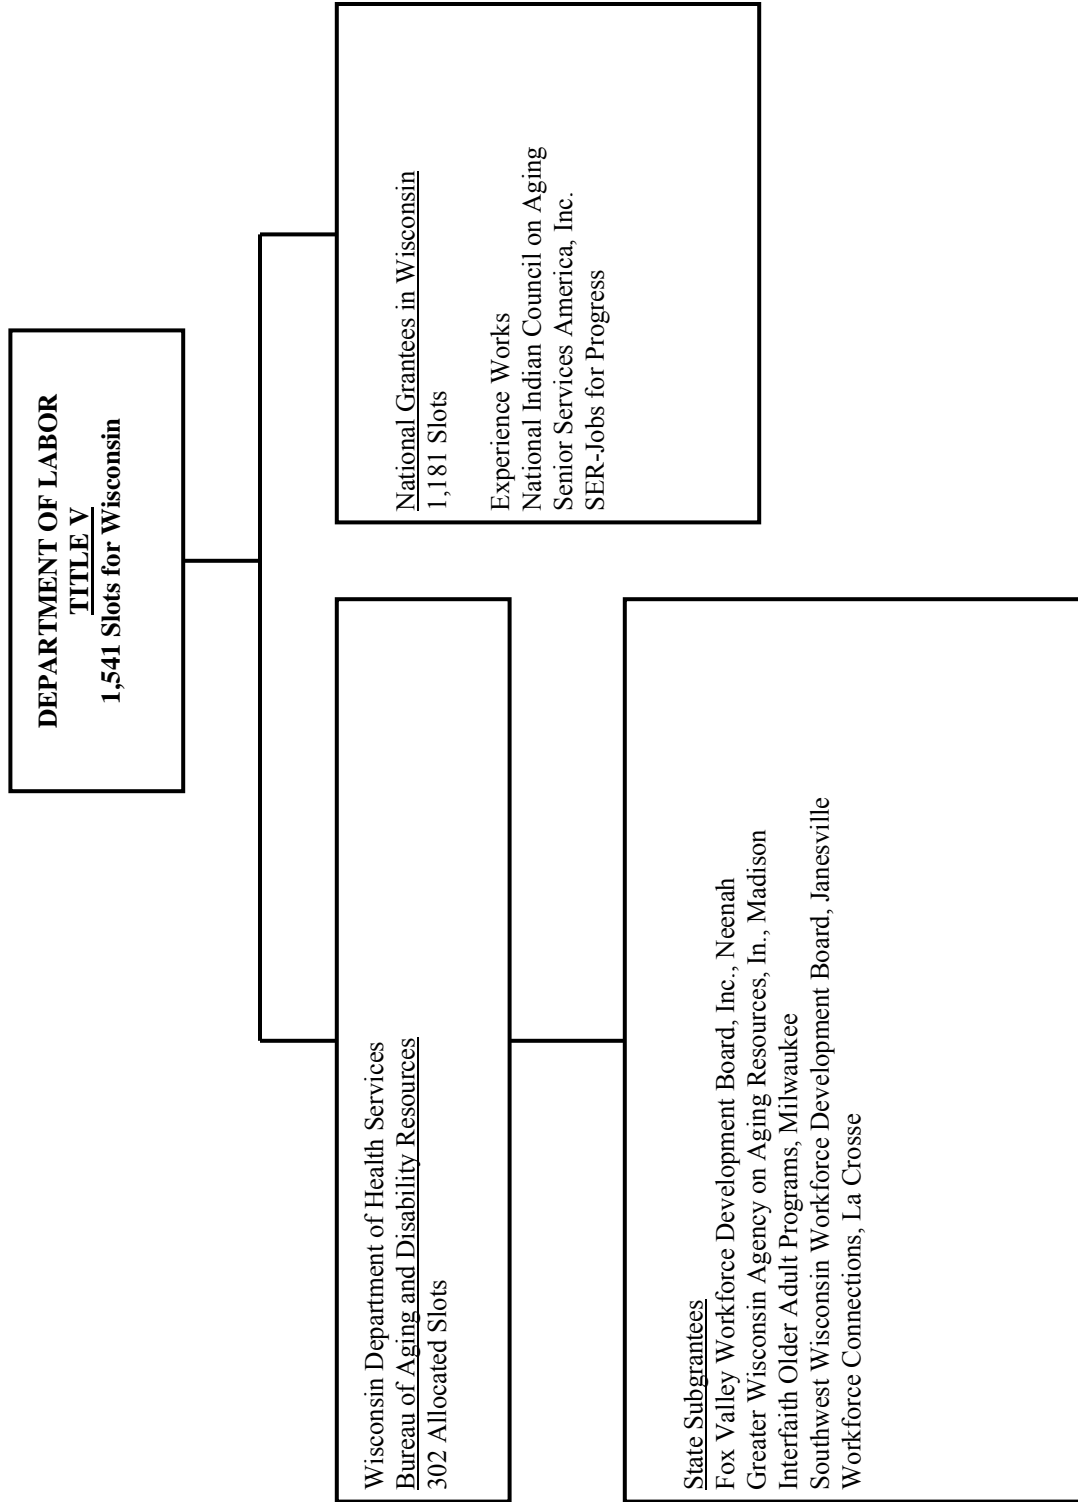 DEPARTMENT OF LABOR
TITLE V
1,541 Slots for Wisconsin
Wisconsin Department of Health Services
Bureau of Aging and Disability Resources
302 Allocated Slots
National Grantees in Wisconsin
1,181 Slots
Experience Works
National Indian Council on Aging
Senior Services America, Inc.
SER-Jobs for Progress
State Subgrantees
Fox Valley Workforce Development Board, Inc., Neenah
Greater Wisconsin Agency on Aging Resources, In., Madison
Interfaith Older Adult Programs, Milwaukee
Southwest Wisconsin Workforce Development Board, Janesville
Workforce Connections, La Crosse